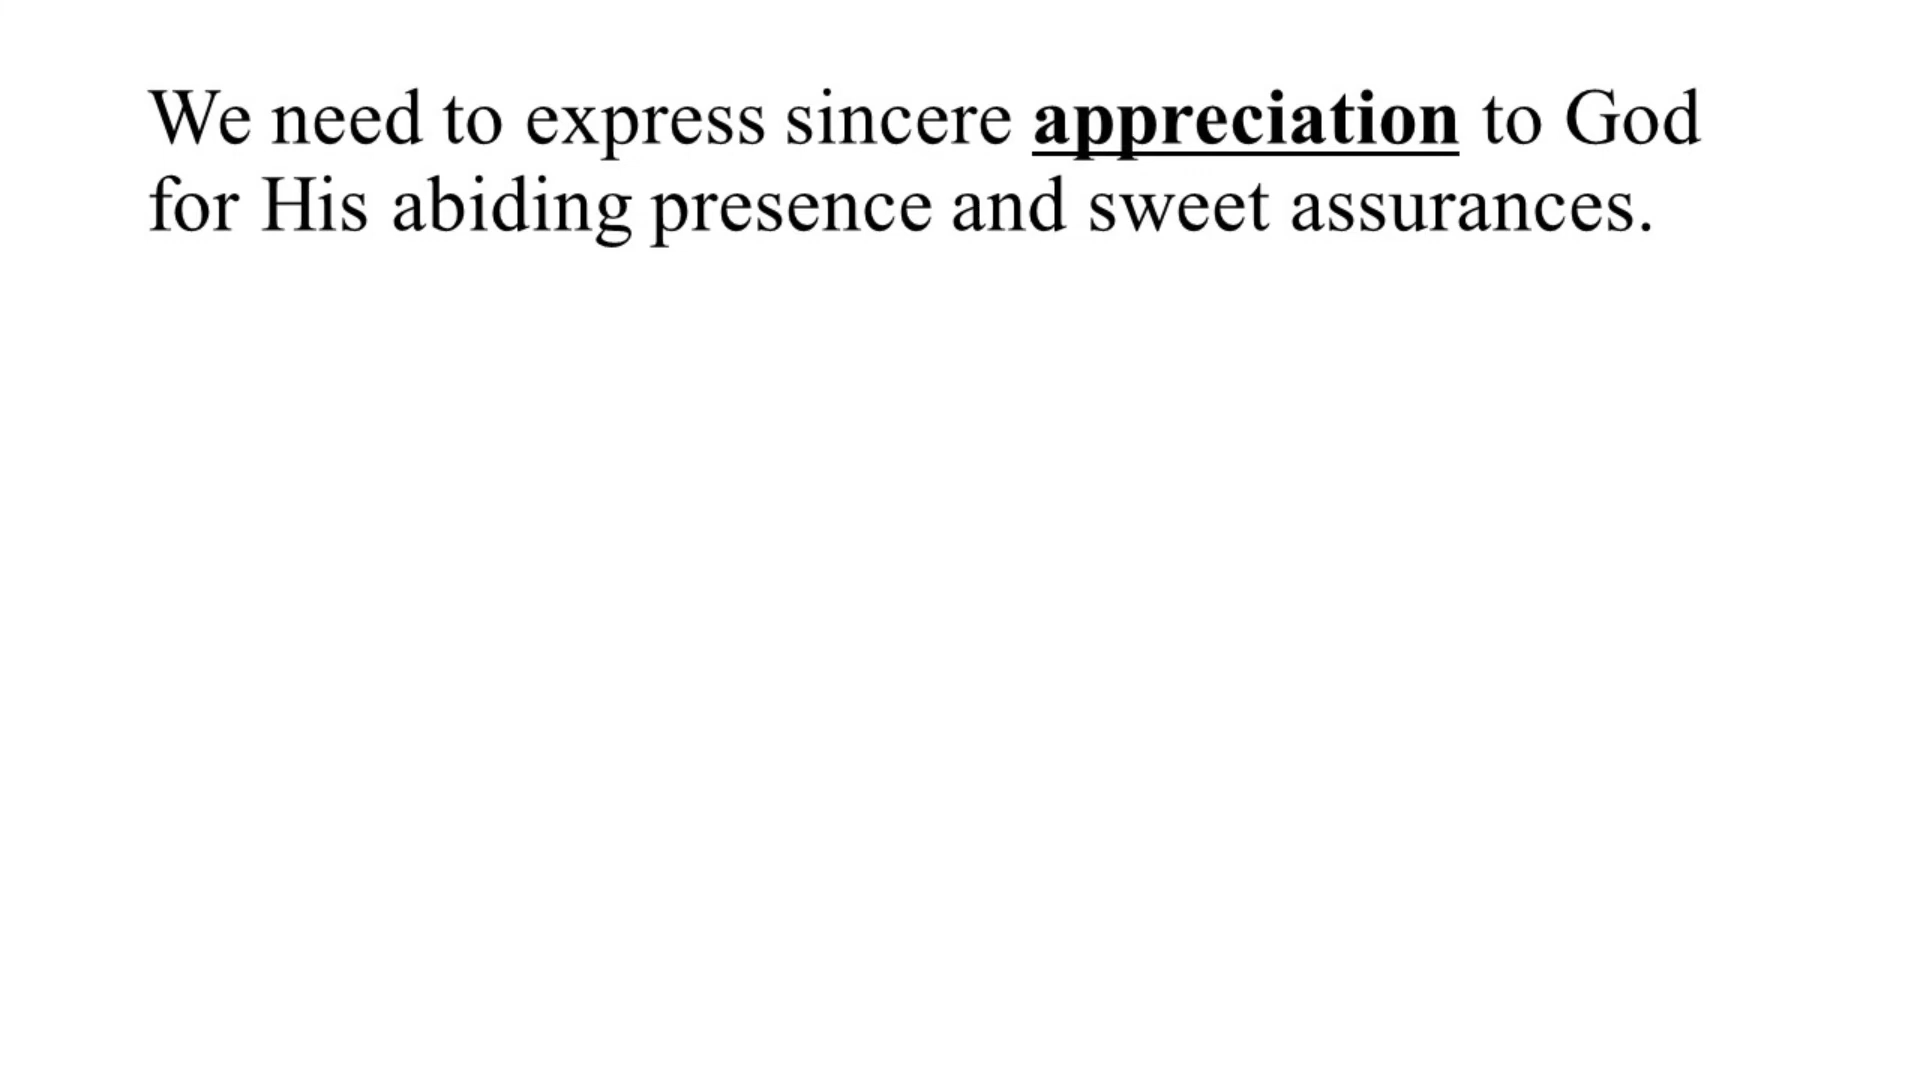 We need to express sincere appreciation to God
for His abiding presence and sweet assurances.